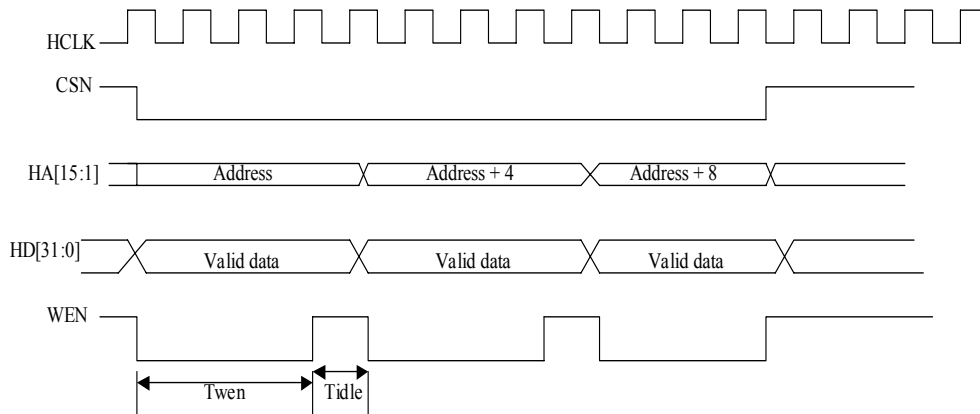 HCLK
CSN
HA[15:1] Address Address + 4 Address + 8
HD[31:0] Valid data Valid data Valid data
WEN
Twen Tidle